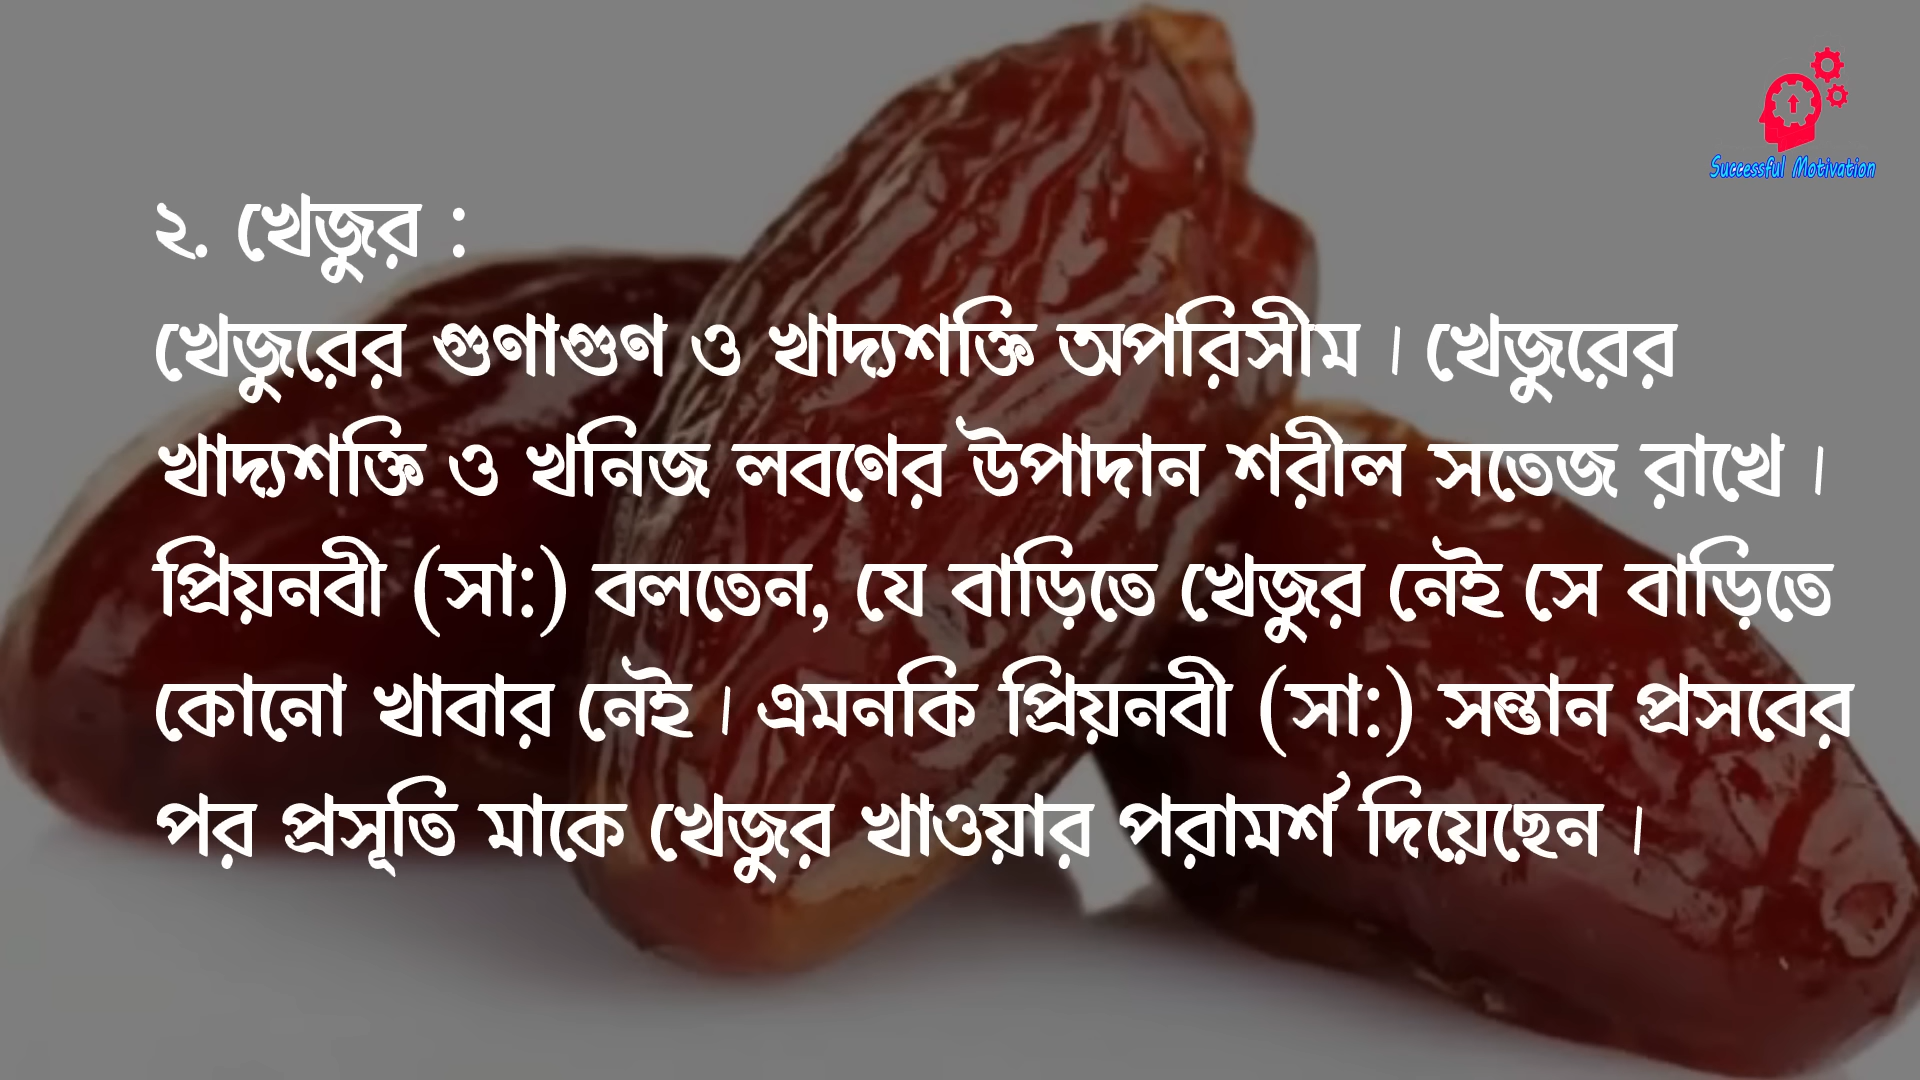 Successful Motivation
২. খেজুর :
খেজুরের গুণাগুণ ও খাদ্যশক্তি অপরিসীম। খেজুরের
খাদ্যশক্তি ও খনিজ লবণের উপাদান শরীল সতেজ রাখে।
প্রিয়নবী (সা:) বলতেন, যে বাড়িতে খেজুর নেই সে বাড়িতে
কোনো খাবার নেই। এমনকি প্রিয়নবী (সা:) সন্তান প্রসবের
পর প্রসূতি মাকে খেজুর খাওয়ার পরামর্শ দিয়েছেন।